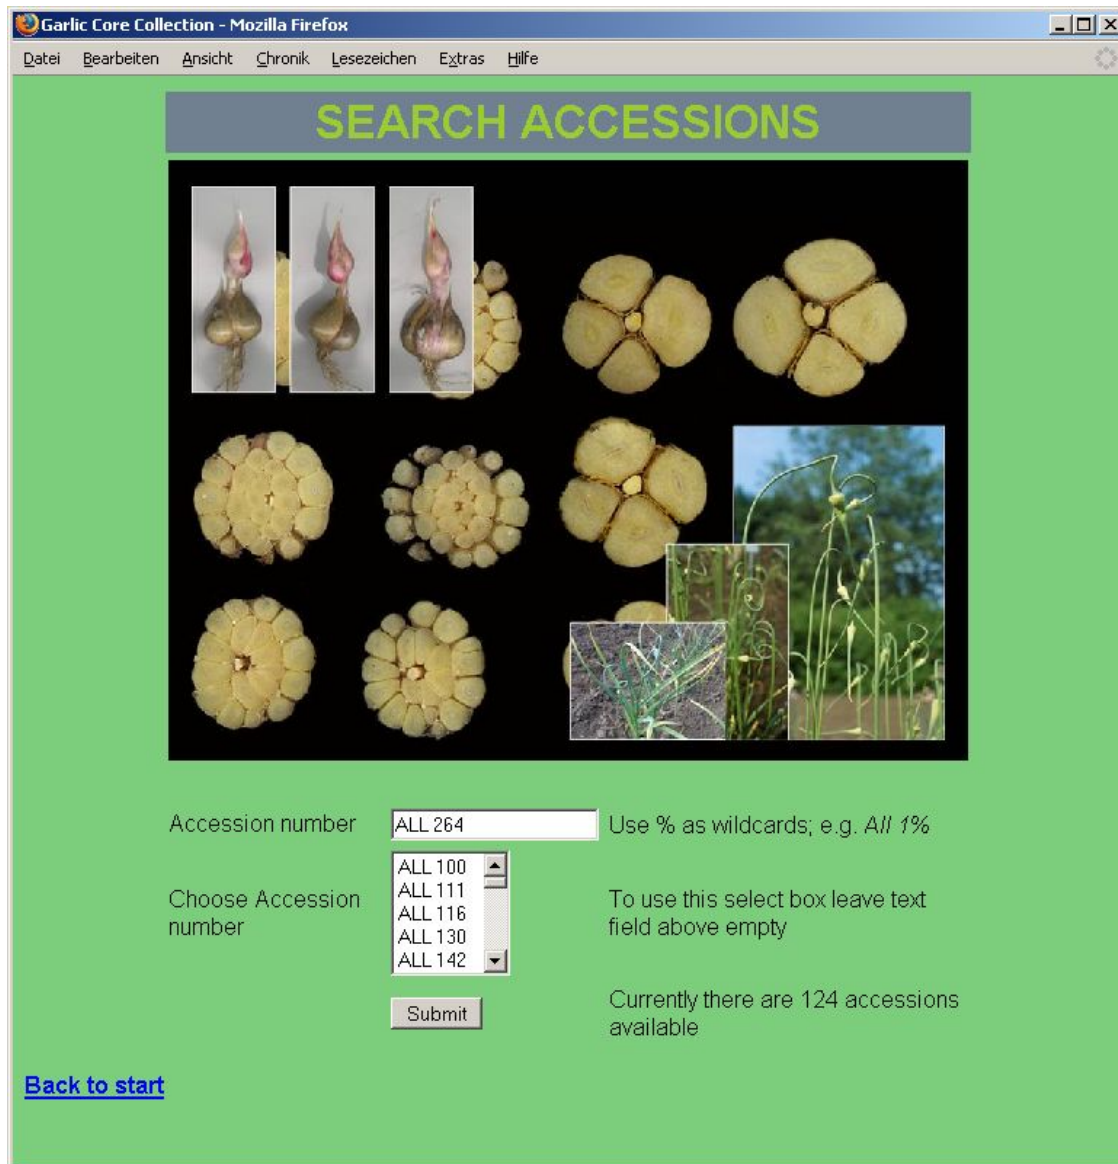 Garlic Core Collection - Mozilla Firefox
Datei Bearbeiten Ansicht Chronik Lesezeichen Extras Hilfe
SEARCH ACCESSIONS
Accession number ALL 264 Use % as wildcards; e.g. All 1%
Choose Accession
number
ALL 100
ALL 111
ALL 116
ALL 130
ALL 142
To use this select box leave text
field above empty
Submit
Currently there are 124 accessions
available
Back to start